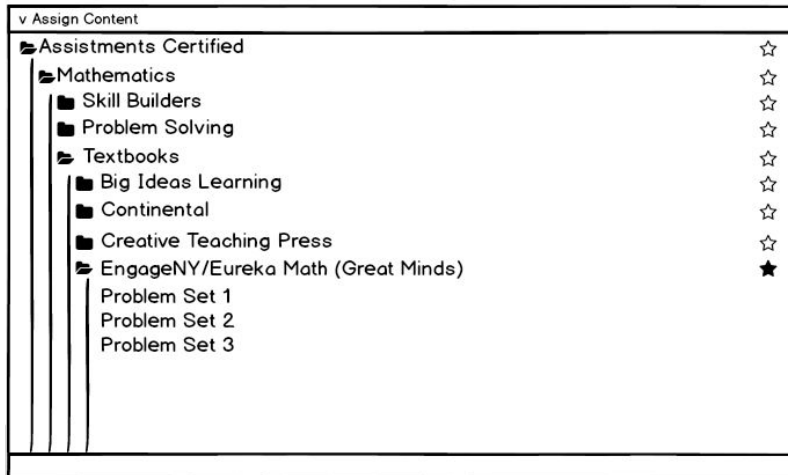 v Assign Content
Assistments Certified
Mathematics
Skill Builders
Problem Solving
Textbooks
Big Ideas Learning
Continental
Creative Teaching Press
EngageNY/Eureka Math (Great Minds)
Problem Set 1
Problem Set 2
Problem Set 3